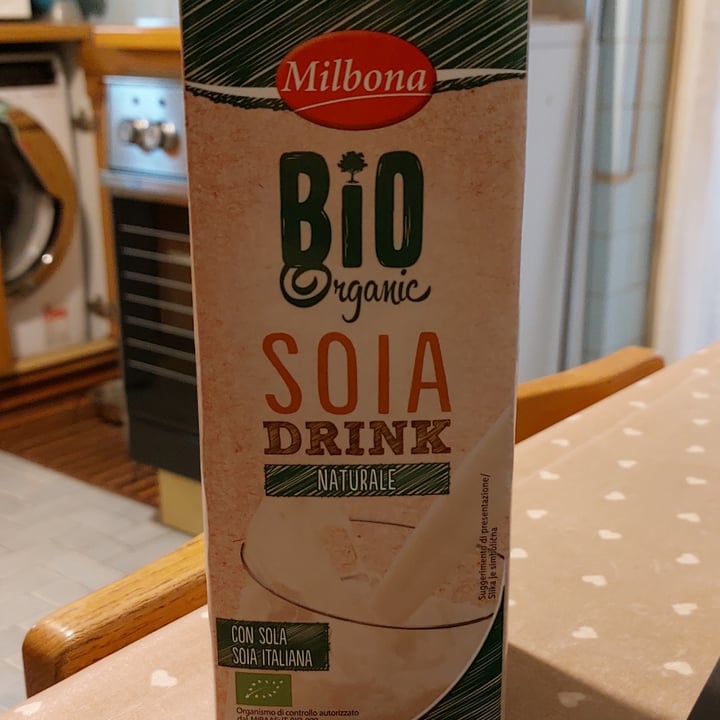 Milbona
BiO
Organic
SOIA
DRINK
NATURALE
Suggerimento di presentazione/
Slika je simbolična
CON SOLA
SOIA ITALIANA
Organismo di controllo autorizzato